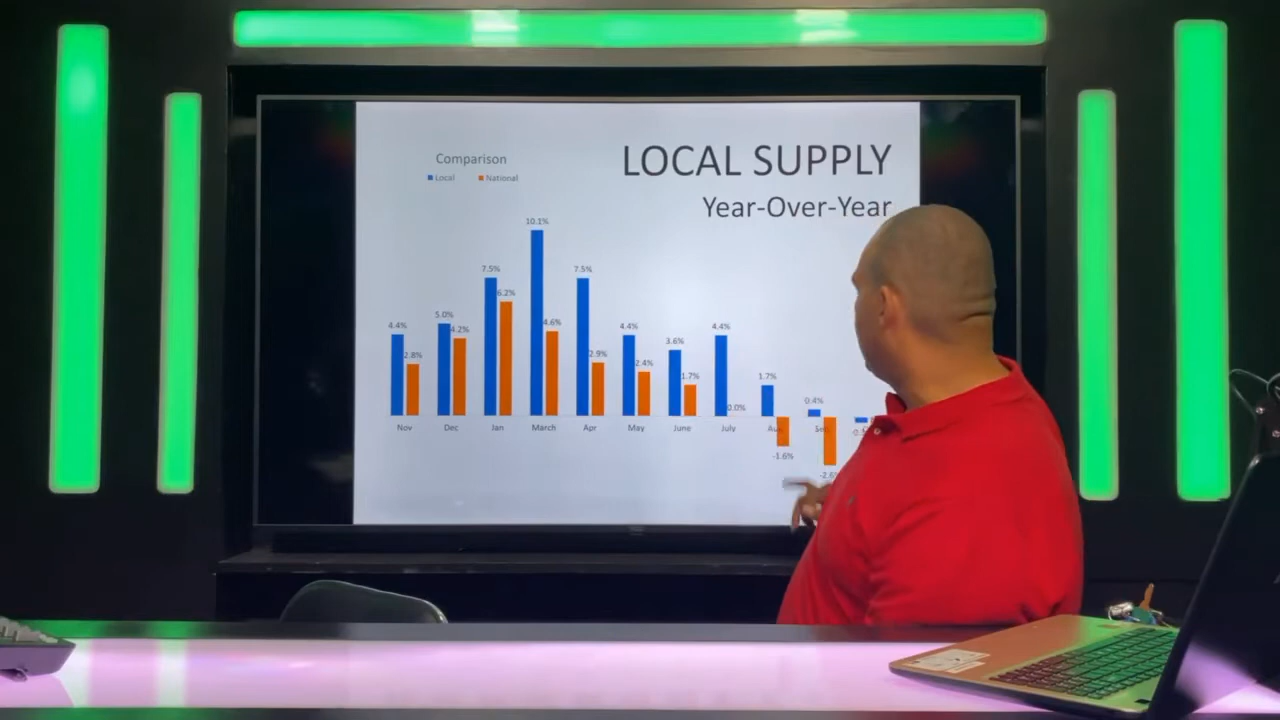 LOCAL SUPPLY
Year-Over-Year
Comparison
Local National
10.1%
7.5% 7.5%
6.2%
4.4% 5.0% 4.2% 4.6% 4.4% 3.6% 4.4%
2.8% 2.9% 2.4% 1.7% 0.0% 1.7% 0.4%
Nov Dec Jan March Apr May June July
-1.6%